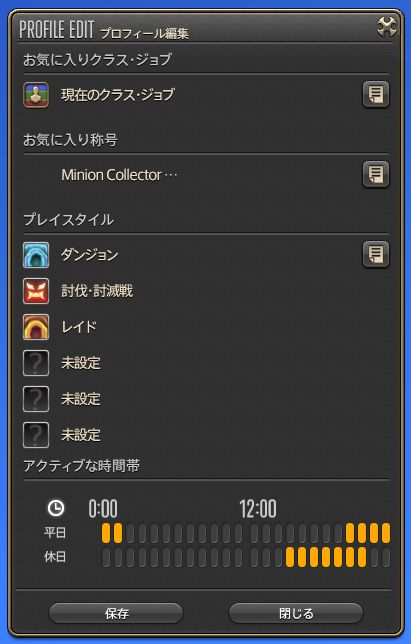 PROFILE EDIT プロフィール編集
お気に入りクラス・ジョブ
現在のクラス・ジョブ
お気に入り称号
Minion Collector …
プレイスタイル
ダンジョン
討伐・討滅戦
レイド
? 未設定
? 未設定
? 未設定
アクティブな時間帯
0:00 12:00
平日
休日
保存 閉じる